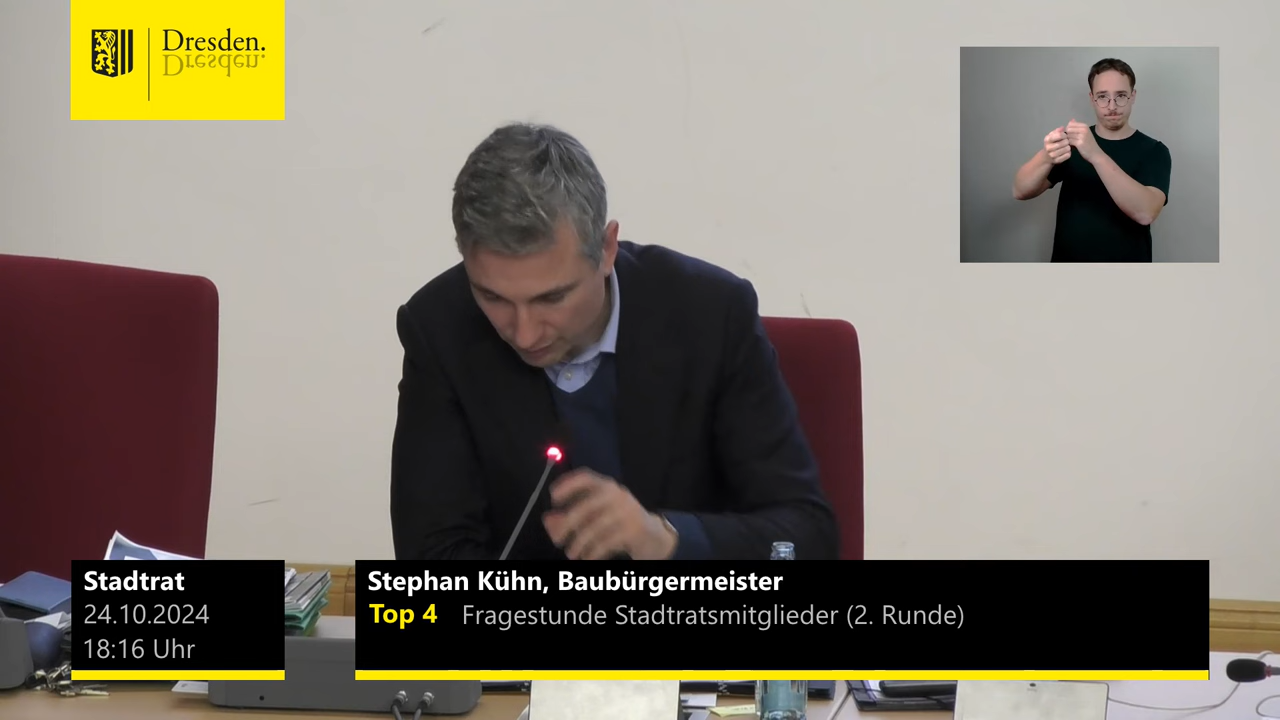 Dresden.
Dresden.
Stadtrat
24.10.2024
18:16 Uhr
Stephan Kühn, Baubürgermeister
Top 4 Fragestunde Stadtratsmitglieder (2. Runde)